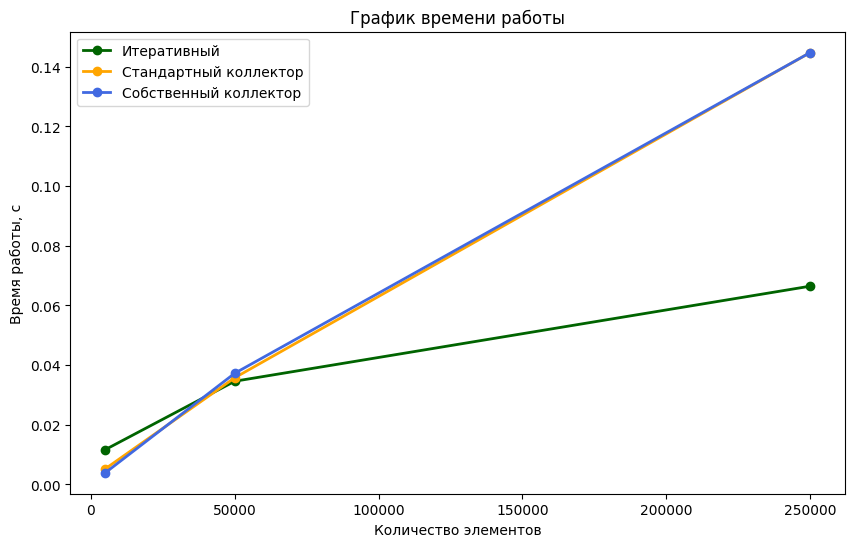 График времени работы
Итеративный
Стандартный коллектор
Собственный коллектор
Время работы, с
0.14
0.12
0.10
0.08
0.06
0.04
0.02
0.00
0 50000 100000 150000 200000 250000
Количество элементов